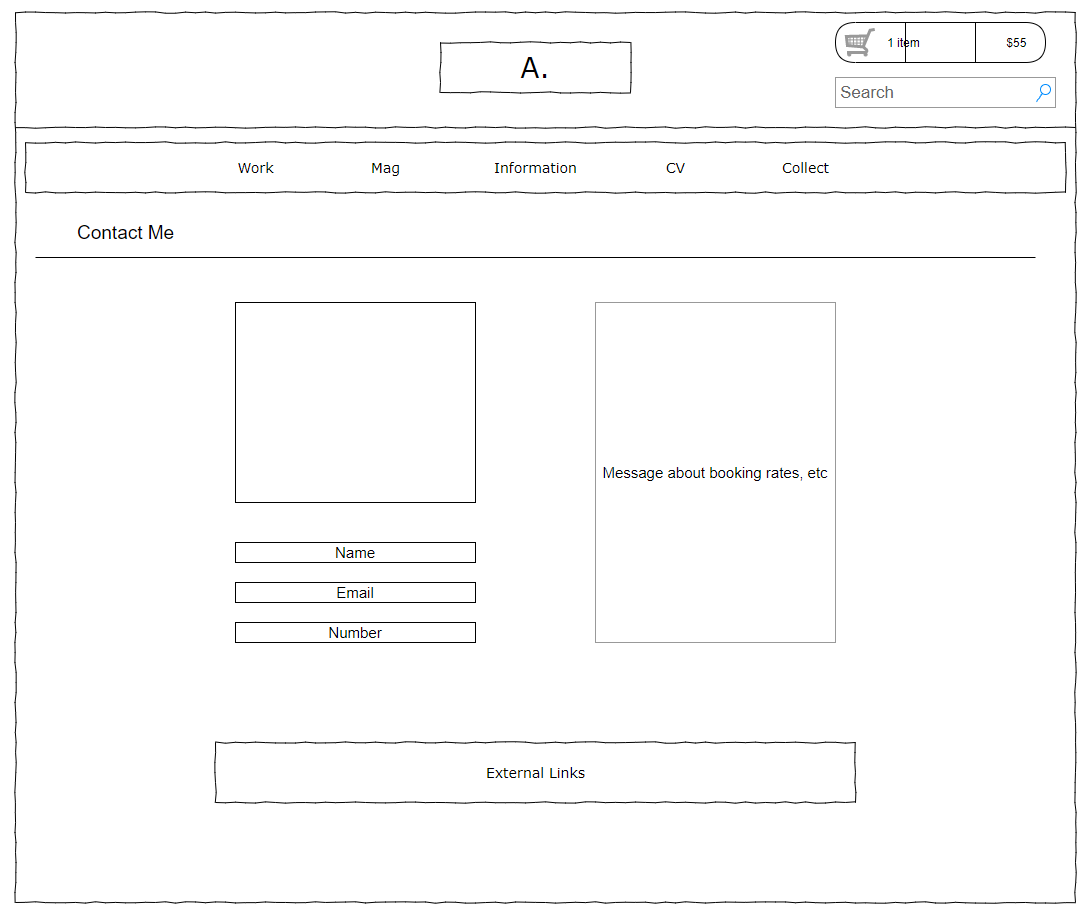 A.
1 item
$55
Search
Work Mag Information CV Collect
Contact Me
Message about booking rates, etc
Name
Email
Number
External Links